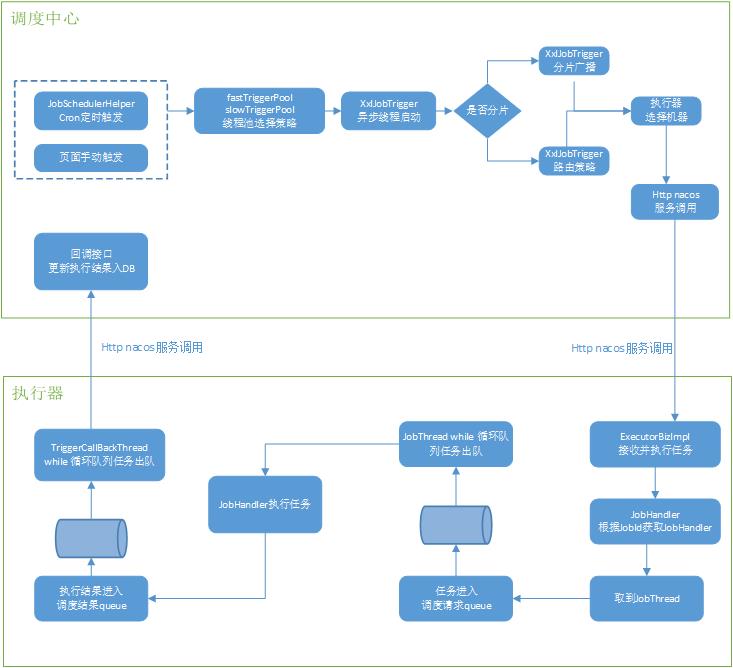 调度中心
JobSchedulerHelper
Cron定时触发
页面手动触发
fastTriggerPool
slowTriggerPool
线程池选择策略
XxlJobTrigger
异步线程启动
是否分片
XxlJobTrigger
分片广播
XxlJobTrigger
路由策略
执行器
选择机器
Http nacos
服务调用
回调接口
更新执行结果入DB
Http nacos服务调用
Http nacos服务调用
执行器
TriggerCallBackThread
while 循环队列任务出队
JobHandler执行任务
JobThread while 循环队
列任务出队
ExecutorBizImpl
接收并执行任务
JobHandler
根据JobId获取JobHandler
执行结果进入
调度结果queue
任务进入
调度请求queue
取到JobThread